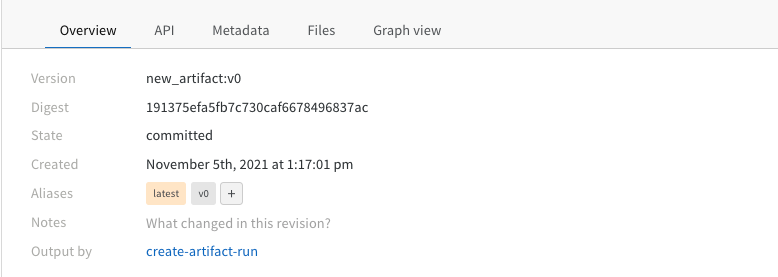 Overview API Metadata Files Graph view
Version new_artifact:v0
Digest 191375efa5fb7c730caf6678496837ac
State committed
Created November 5th, 2021 at 1:17:01 pm
Aliases latest v0 +
Notes What changed in this revision?
Output by create-artifact-run